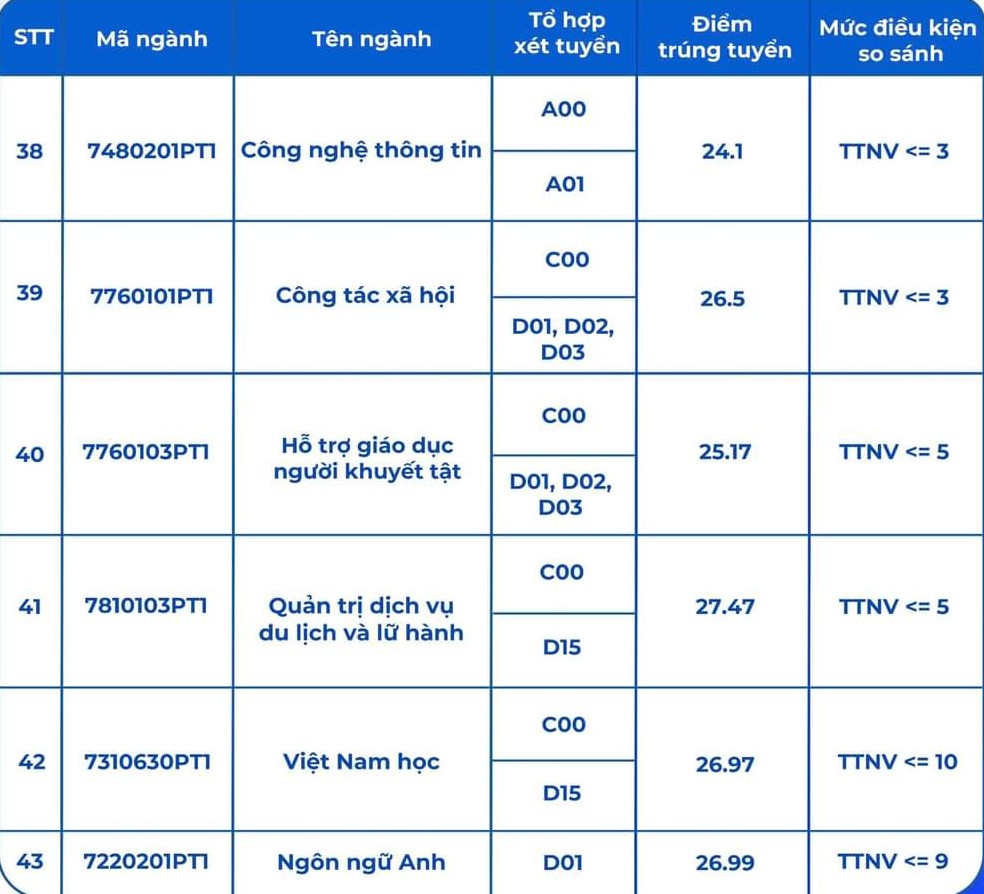 STT
Mã ngành
Tên ngành
Tổ hợp
xét tuyển
Điểm
trúng tuyển
Mức điều kiện
so sánh
38
7480201PT1
Công nghệ thông tin
A00
A01
24.1
TTNV <= 3
39
7760101PT1
Công tác xã hội
C00
D01, D02,
D03
26.5
TTNV <= 3
40
7760103PT1
Hỗ trợ giáo dục
người khuyết tật
C00
D01, D02,
D03
25.17
TTNV <= 5
41
7810103PT1
Quản trị dịch vụ
du lịch và lữ hành
C00
D15
27.47
TTNV <= 5
42
7310630PT1
Việt Nam học
C00
D15
26.97
TTNV <= 10
43
7220201PT1
Ngôn ngữ Anh
D01
26.99
TTNV <= 9